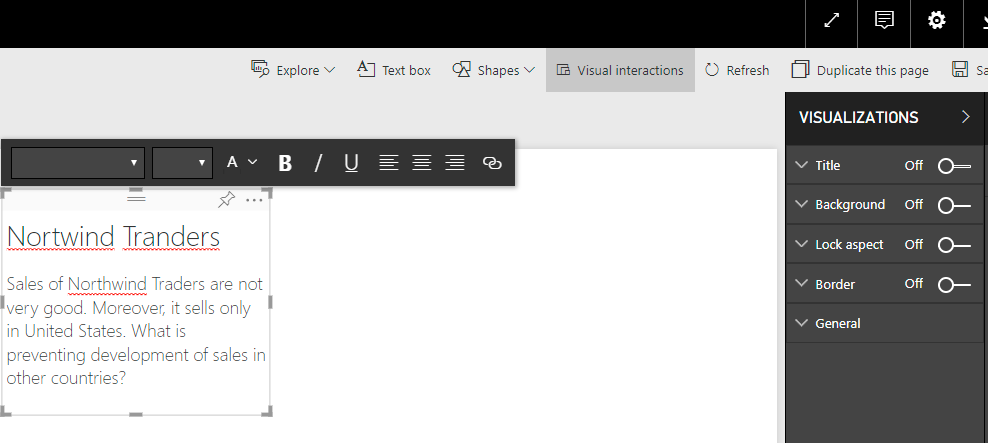 Explore Text box Shapes Visual interactions Refresh Duplicate this page Sa
VISUALIZATIONS
A B / U
Title Off
Background Off
Lock aspect Off
Border Off
General
Nortwind Tranders
Sales of Northwind Traders are not
very good. Moreover, it sells only
in United States. What is
preventing development of sales in
other countries?